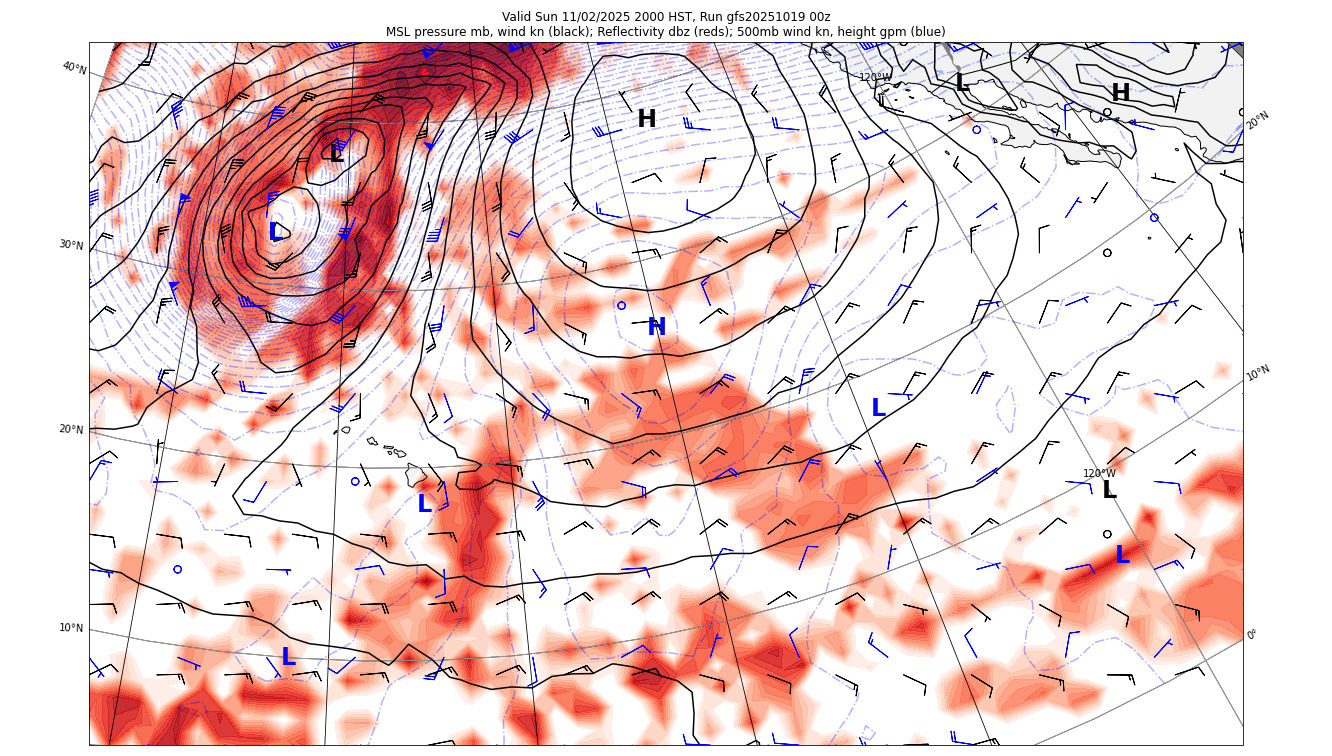 Valid Sun 11/02/2025 2000 HST, Run gfs20251019 00z
MSL pressure mb, wind kn (black); Reflectivity dbz (reds); 500mb wind kn, height gpm (blue)
40°N
120°W
L
H
H
20°N
L
L
30°N
H
10°N
L
20°N
120°W
L
L
L
10°N
0°
L